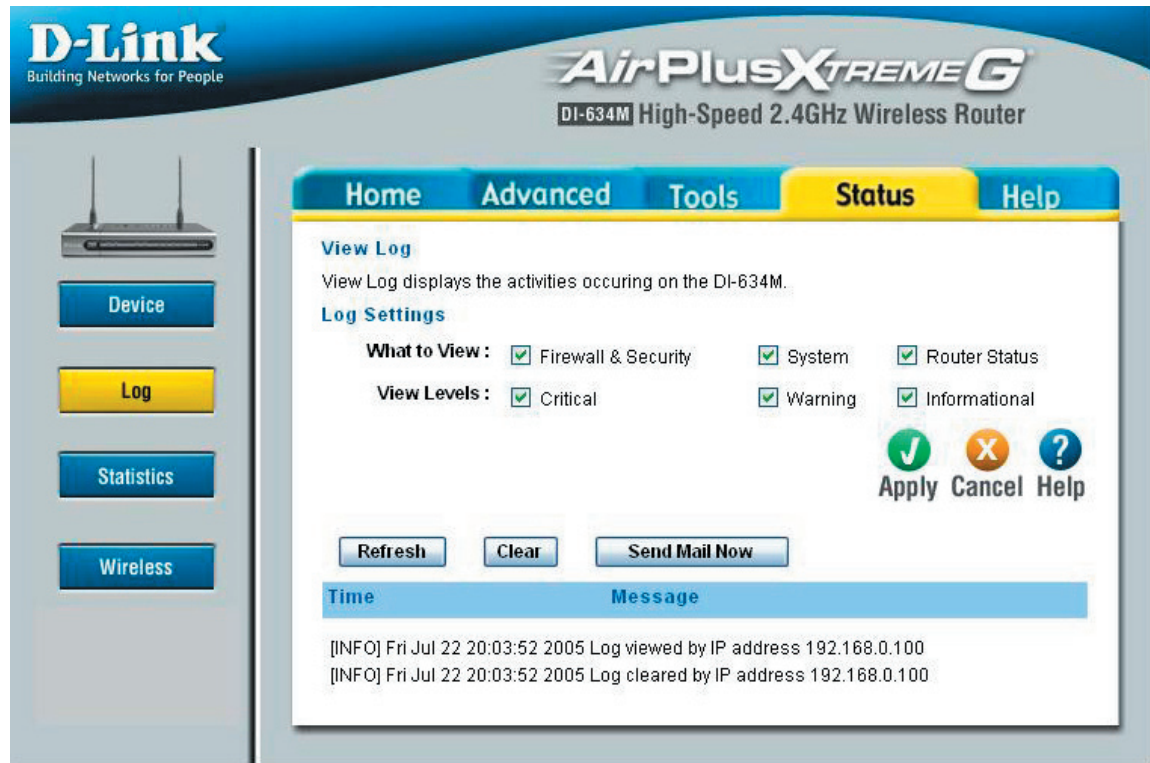 D-Link
Building Networks for People
AirPlusXTREMEG
DI-634M High-Speed 2.4GHz Wireless Router
Home Advanced Tools Status Help
Device
Log
Statistics
Wireless
View Log
View Log displays the activities occuring on the DI-634M.
Log Settings
What to View : Firewall & Security System Router Status
View Levels : Critical Warning Informational
Apply Cancel Help
Refresh Clear Send Mail Now
Time Message
[INFO] Fri Jul 22 20:03:52 2005 Log viewed by IP address 192.168.0.100
[INFO] Fri Jul 22 20:03:52 2005 Log cleared by IP address 192.168.0.100